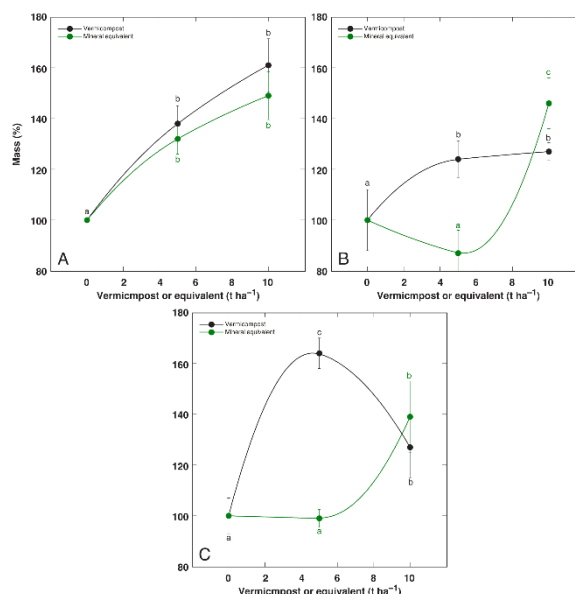 180
Vermicompost
Mineral equivalent
160
140
120
100
80
Mass (%)
a
b
b
b
b
A
0
2
4
6
8
10
Vermicmpost or equivalent (t ha⁻¹)
180
Vermicompost
Mineral equivalent
160
140
120
100
80
a
b
a
c
b
B
0
2
4
6
8
10
Vermicmpost or equivalent (t ha⁻¹)
180
Vermicompost
Mineral equivalent
160
140
120
100
80
a
c
a
b
b
C
0
2
4
6
8
10
Vermicmpost or equivalent (t ha⁻¹)